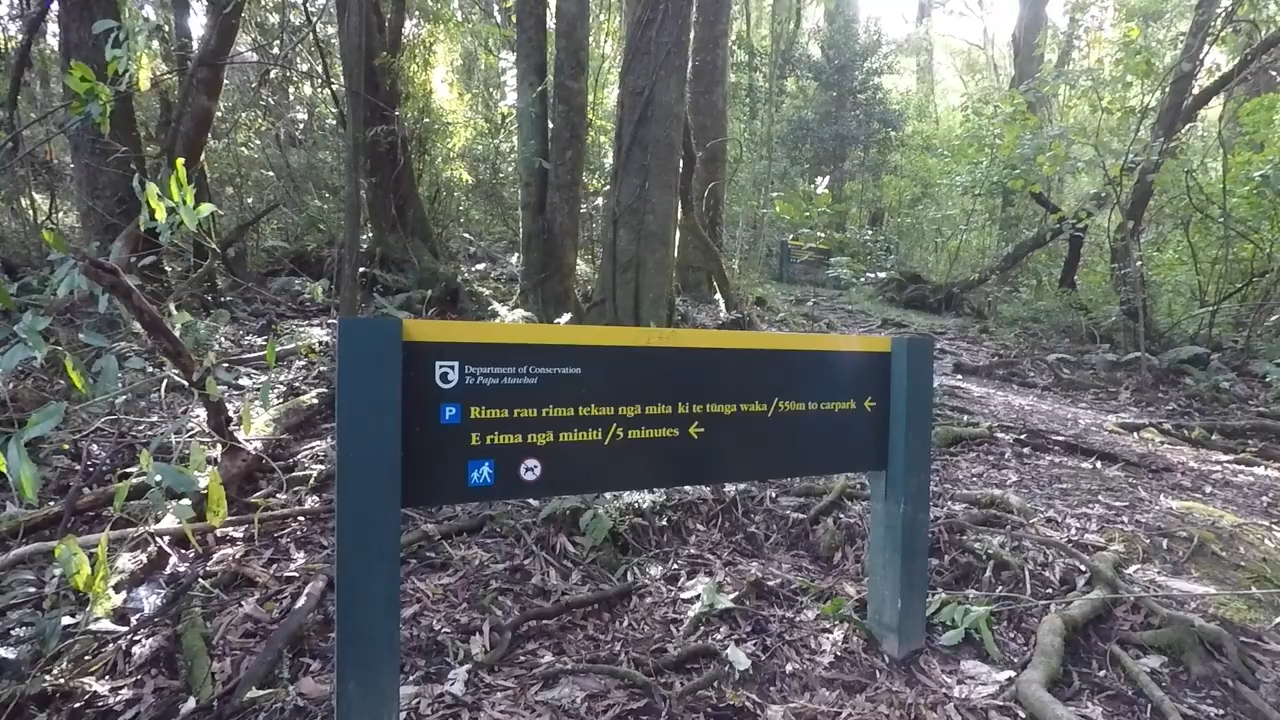 Department of Conservation
Te Papa Atawhai
P Rima rau rima tekau ngā mita ki te tūnga waka/550m to carpark ←
E rima ngā miniti/5 minutes ←